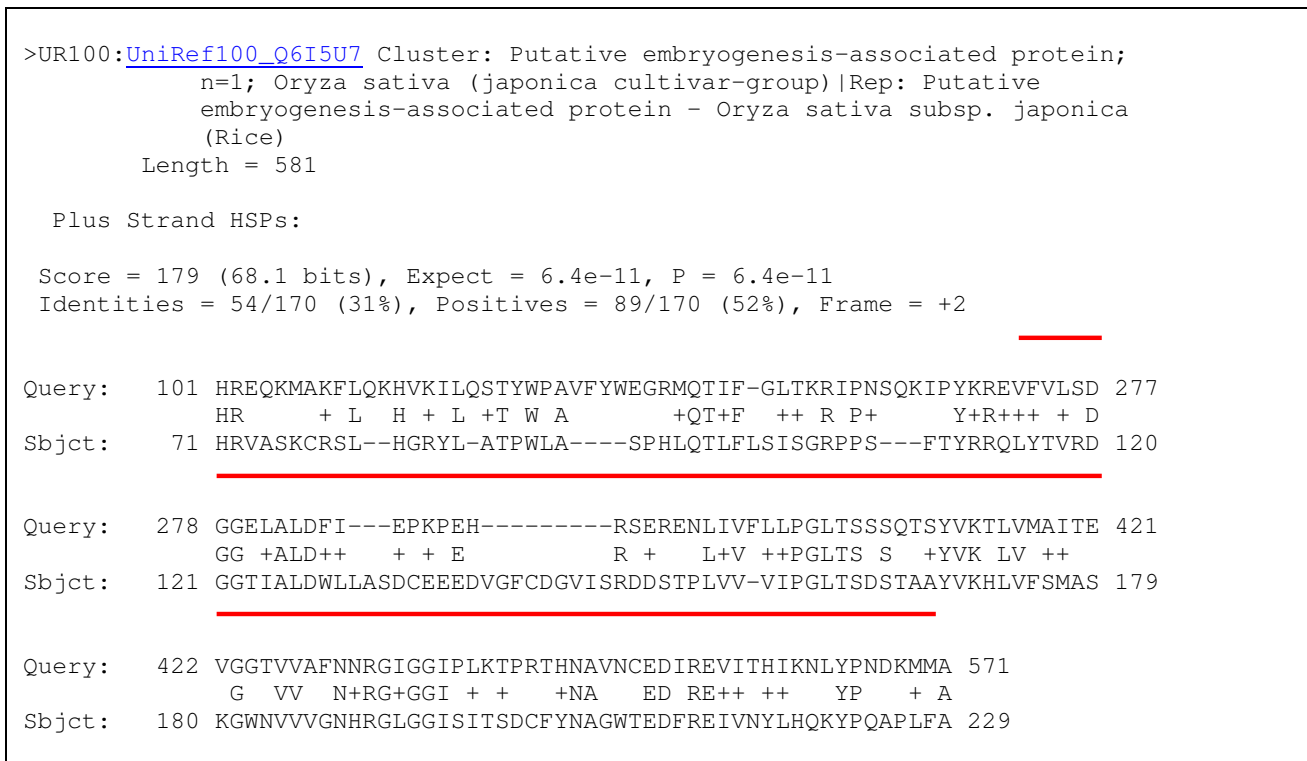 >UR100:UniRef100_Q6I5U7 Cluster: Putative embryogenesis-associated protein;
            n=1; Oryza sativa (japonica cultivar-group)|Rep: Putative
            embryogenesis-associated protein - Oryza sativa subsp. japonica
            (Rice)
        Length = 581
  Plus Strand HSPs:
 Score = 179 (68.1 bits), Expect = 6.4e-11, P = 6.4e-11
 Identities = 54/170 (31%), Positives = 89/170 (52%), Frame = +2
Query:   101 HREQKMAKFLQKHVKILQSTYWPAVFYWEGRMQTIF-GLTKRIPNSQKIPYKREVFVLSD 277
             HR     + L  H + L +T W A      +QT+F  ++ R P+     Y+R+++ + D
Sbjct:    71 HRVASKCRSL--HGRYL-ATPWLA----SPHLQTLFLSISGRPPS---FTYRRQLYTVRD 120
Query:   278 GGELALDFI---EPKPEH---------RSERENLIVFLLPGLTSSSQTSYVKTLVMAITE 421
             GG +ALD++   + + E          R +    L+V ++PGLTS S  +YVK LV ++
Sbjct:   121 GGTIALDWLLASDCEEEDVGFCDGVISRDDSTPLVV-VIPGLTSDSTAAYVKHLVFSMAS 179
Query:   422 VGGTVVAFNNRGIGGIPLKTPRTHNAVNCEDIREVITHIKNLYPNDKMMA 571
              G  VV  N+RG+GGI + +   +NA   ED RE++ ++   YP   + A
Sbjct:   180 KGWNVVVGNHRGLGGISITSDCFYNAGWTEDFREIVNYLHQKYPQAPLFA 229